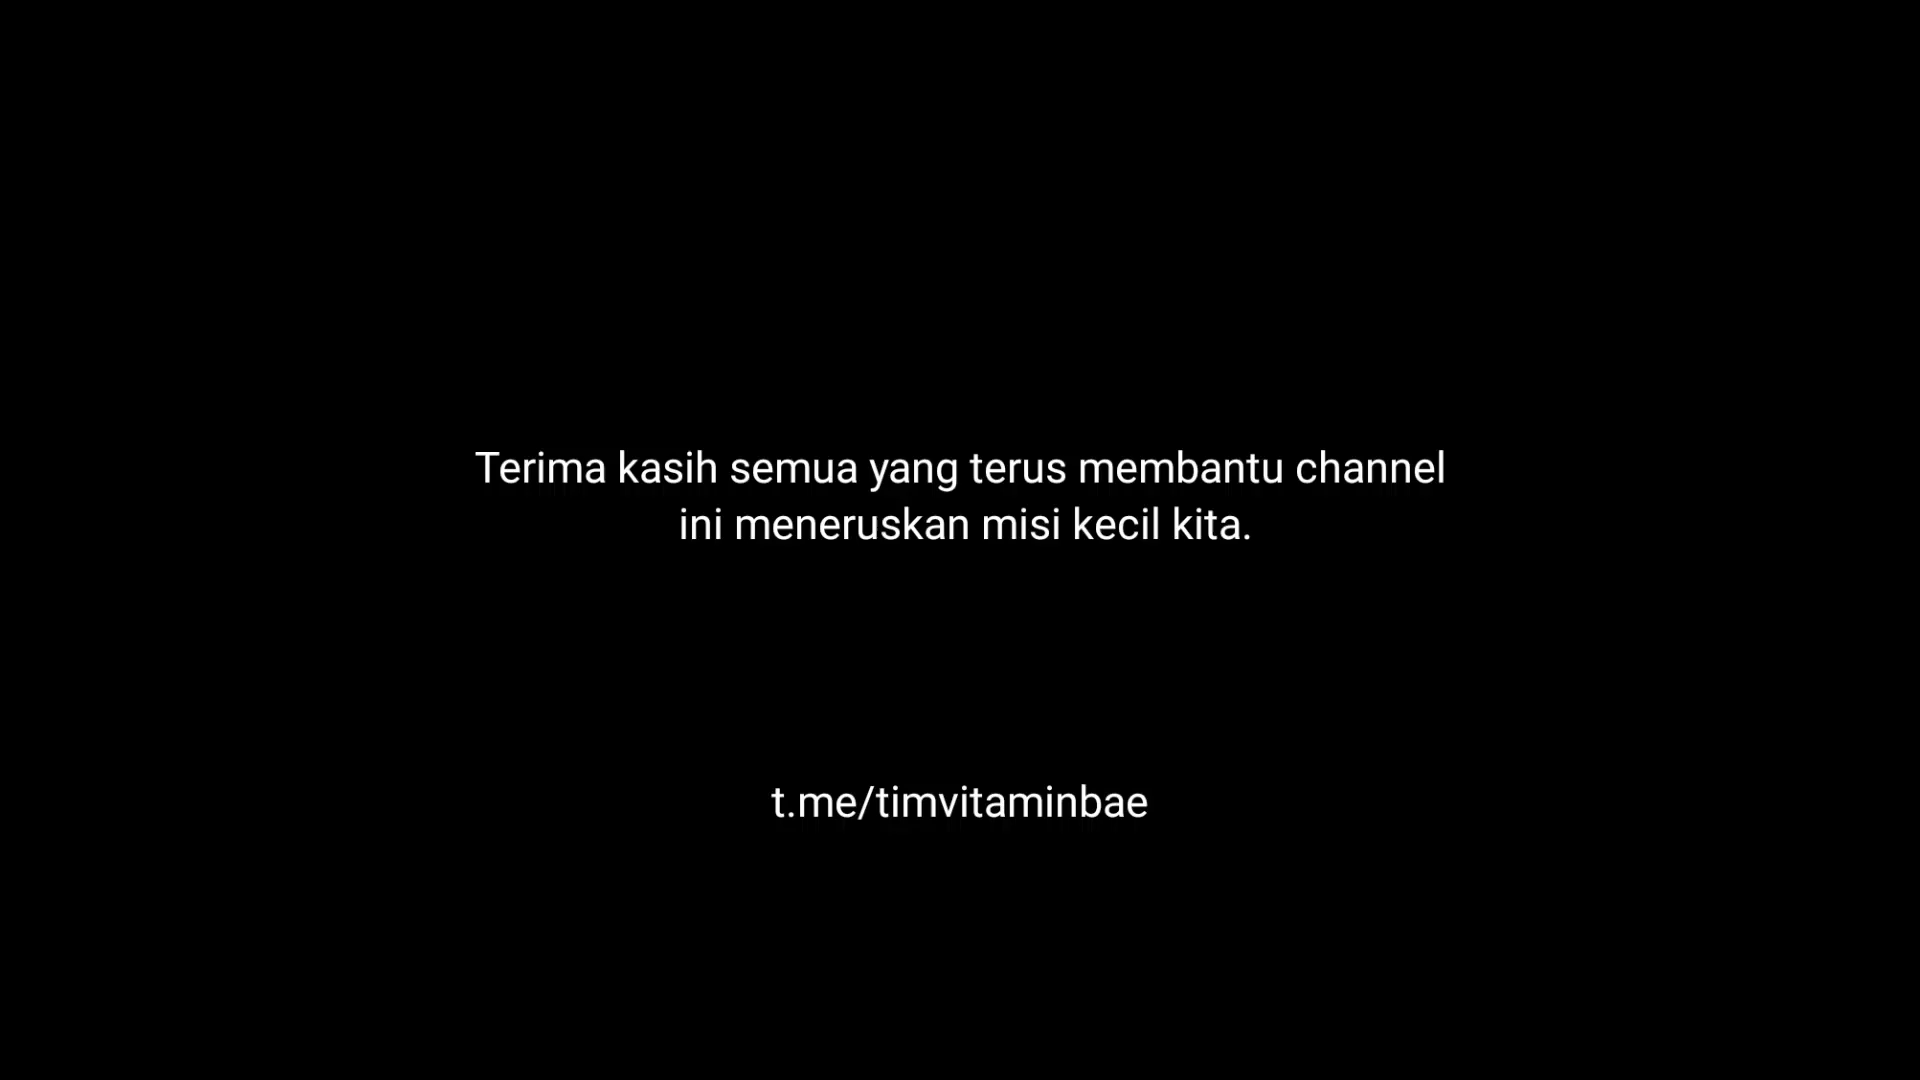 Terima kasih semua yang terus membantu channel
ini meneruskan misi kecil kita.
t.me/timvitaminbae